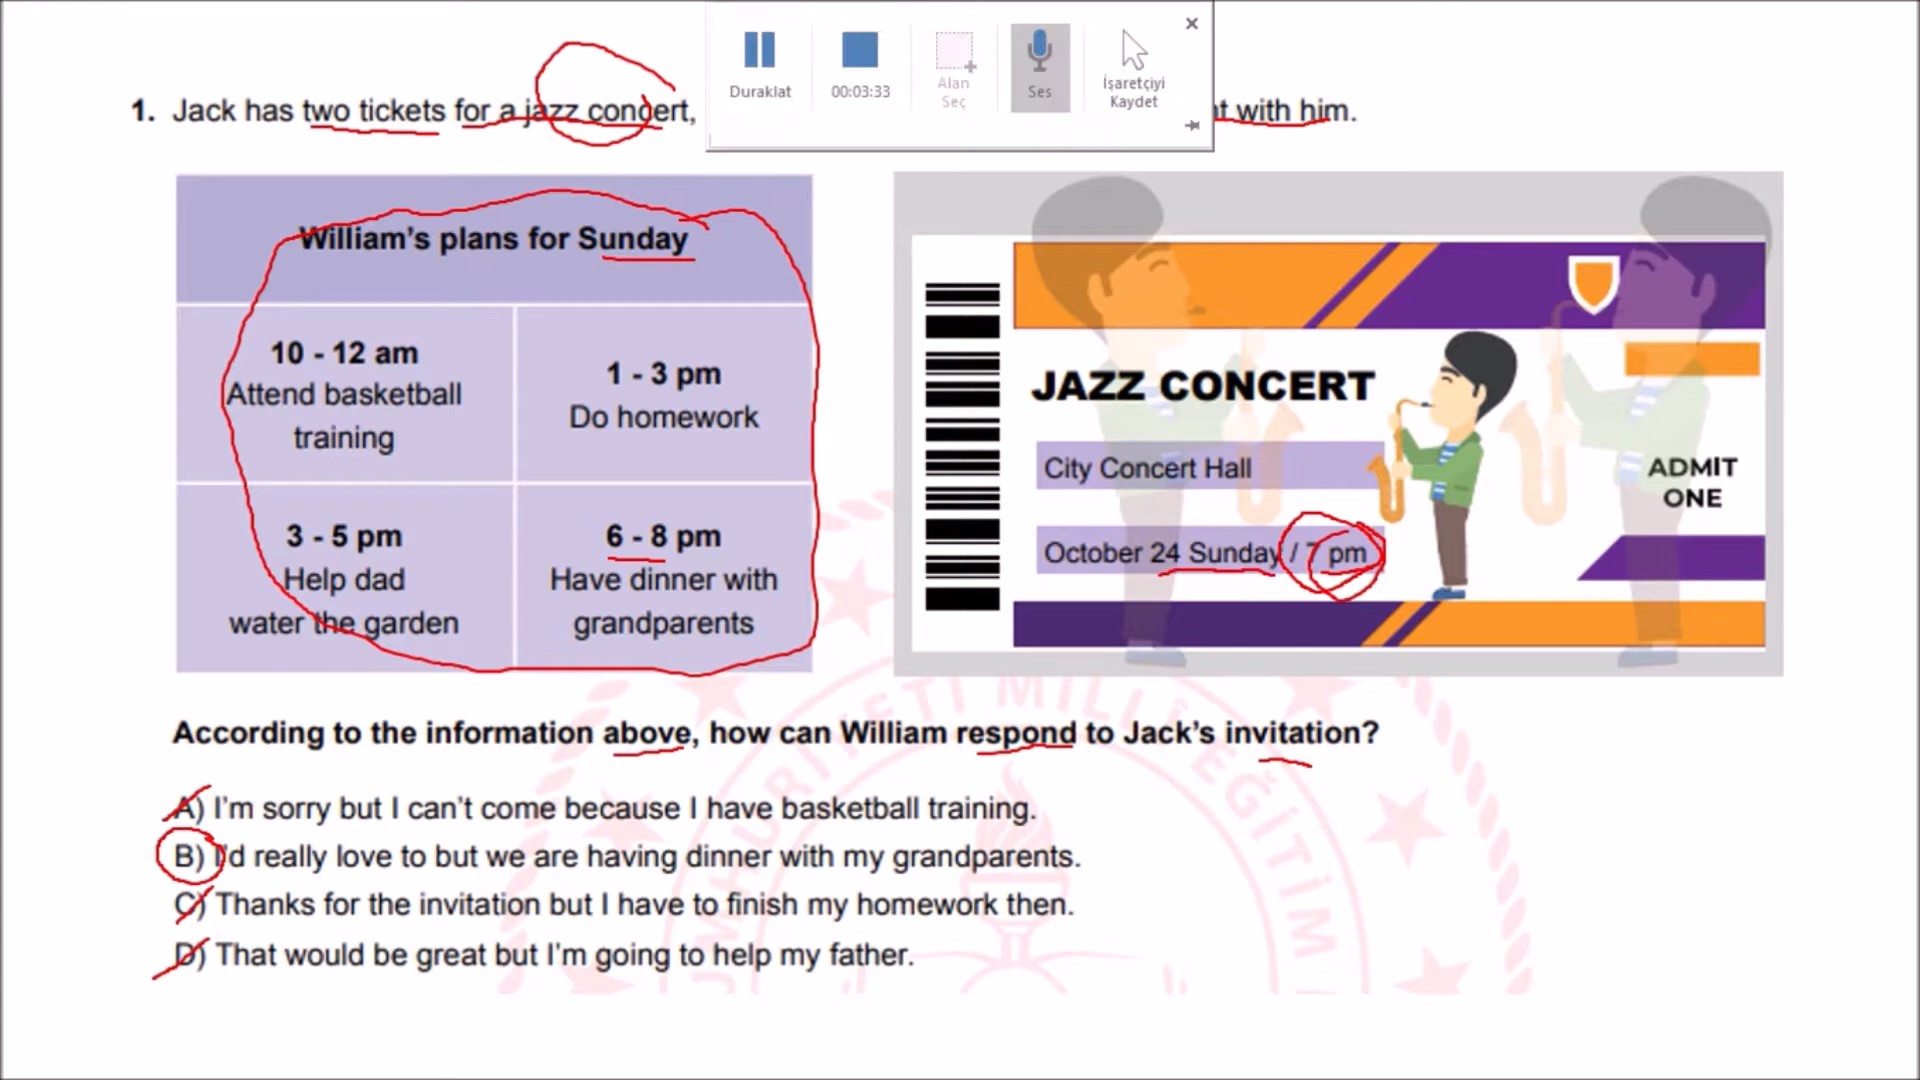 Duraklat
00:03:33
Alan
Seç
Ses
İşaretçiyi
Kaydet
1. Jack has two tickets for a jazz concert, t with him.
William's plans for Sunday
10 - 12 am
Attend basketball
training
1 - 3 pm
Do homework
3 - 5 pm
Help dad
water the garden
6 - 8 pm
Have dinner with
grandparents
JAZZ CONCERT
City Concert Hall
October 24 Sunday / 7 pm
ADMIT
ONE
According to the information above, how can William respond to Jack's invitation?
A) I'm sorry but I can't come because I have basketball training.
B) I'd really love to but we are having dinner with my grandparents.
C) Thanks for the invitation but I have to finish my homework then.
D) That would be great but I'm going to help my father.